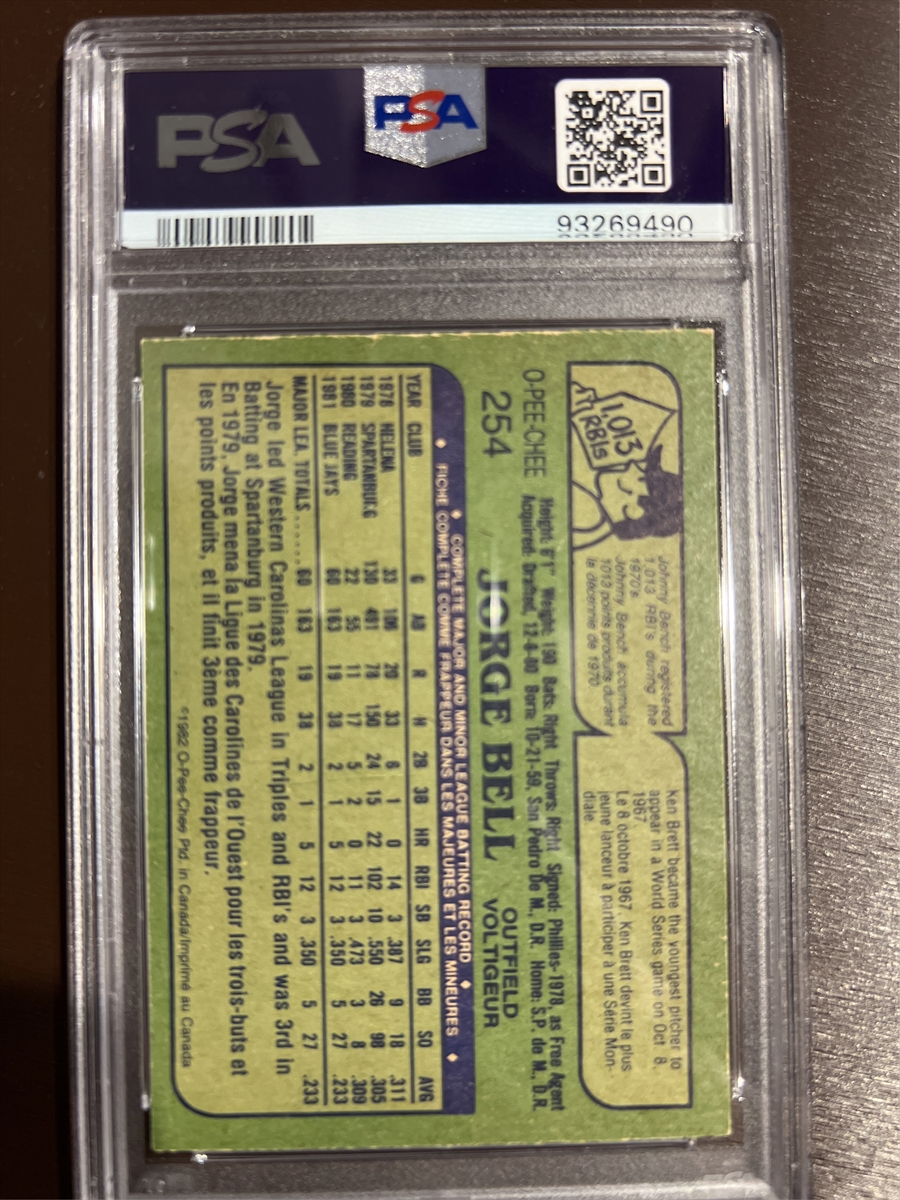 PSA
PSA
93269490
1,013
RBIs
Johnny Bench registered
1,013 RBI's during the
1970's.
Johnny Bench accumula
1013 points produits durant
la décennie de 1970
Ken Brett became the youngest pitcher to
appear in a World Series game on Oct 8,
1967.
Le 8 octobre 1967, Ken Brett devint le plus
jeune lanceur à participer à une Série Mon-
diale.
O-PEE-CHEE
254
Height: 6'1" Weight: 190 Bats: Right Throws: Right Signed: Phillies-1978, as Free Agent
Acquired: Drafted, 12-8-80 Born: 10-21-59, San Pedro De M., D.R. Home: S.P. de M., D.R.
JORGE BELL
OUTFIELD
VOLTIGEUR
COMPLETE MAJOR AND MINOR LEAGUE BATTING RECORD
FICHE COMPLÈTE COMME FRAPPEUR DANS LES MAJEURES ET LES MINEURES
YEAR CLUB G AB R H 2B 3B HR RBI SB SLG BB SO AVG
1978 HELENA 33 106 20 33 6 1 0 14 3 .387 9 18 .311
1979 SPARTANBURG 130 491 78 150 24 15 22 102 10 .550 26 98 .305
1980 READING 22 55 11 17 5 2 0 11 3 .473 3 8 .309
1981 BLUE JAYS 60 163 19 38 2 1 5 12 3 .350 5 27 .233
MAJOR LEA. TOTALS......60 163 19 38 2 1 5 12 3 .350 5 27 .233
Jorge led Western Carolinas League in Triples and RBI's and was 3rd in
Batting at Spartanburg in 1979.
En 1979, Jorge mena la Ligue des Carolines de l'Ouest pour les trois-buts et
les points produits, et il finit 3ème comme frappeur.
©1982 O-Pee-Chee Ptd. in Canada/Imprimé au Canada